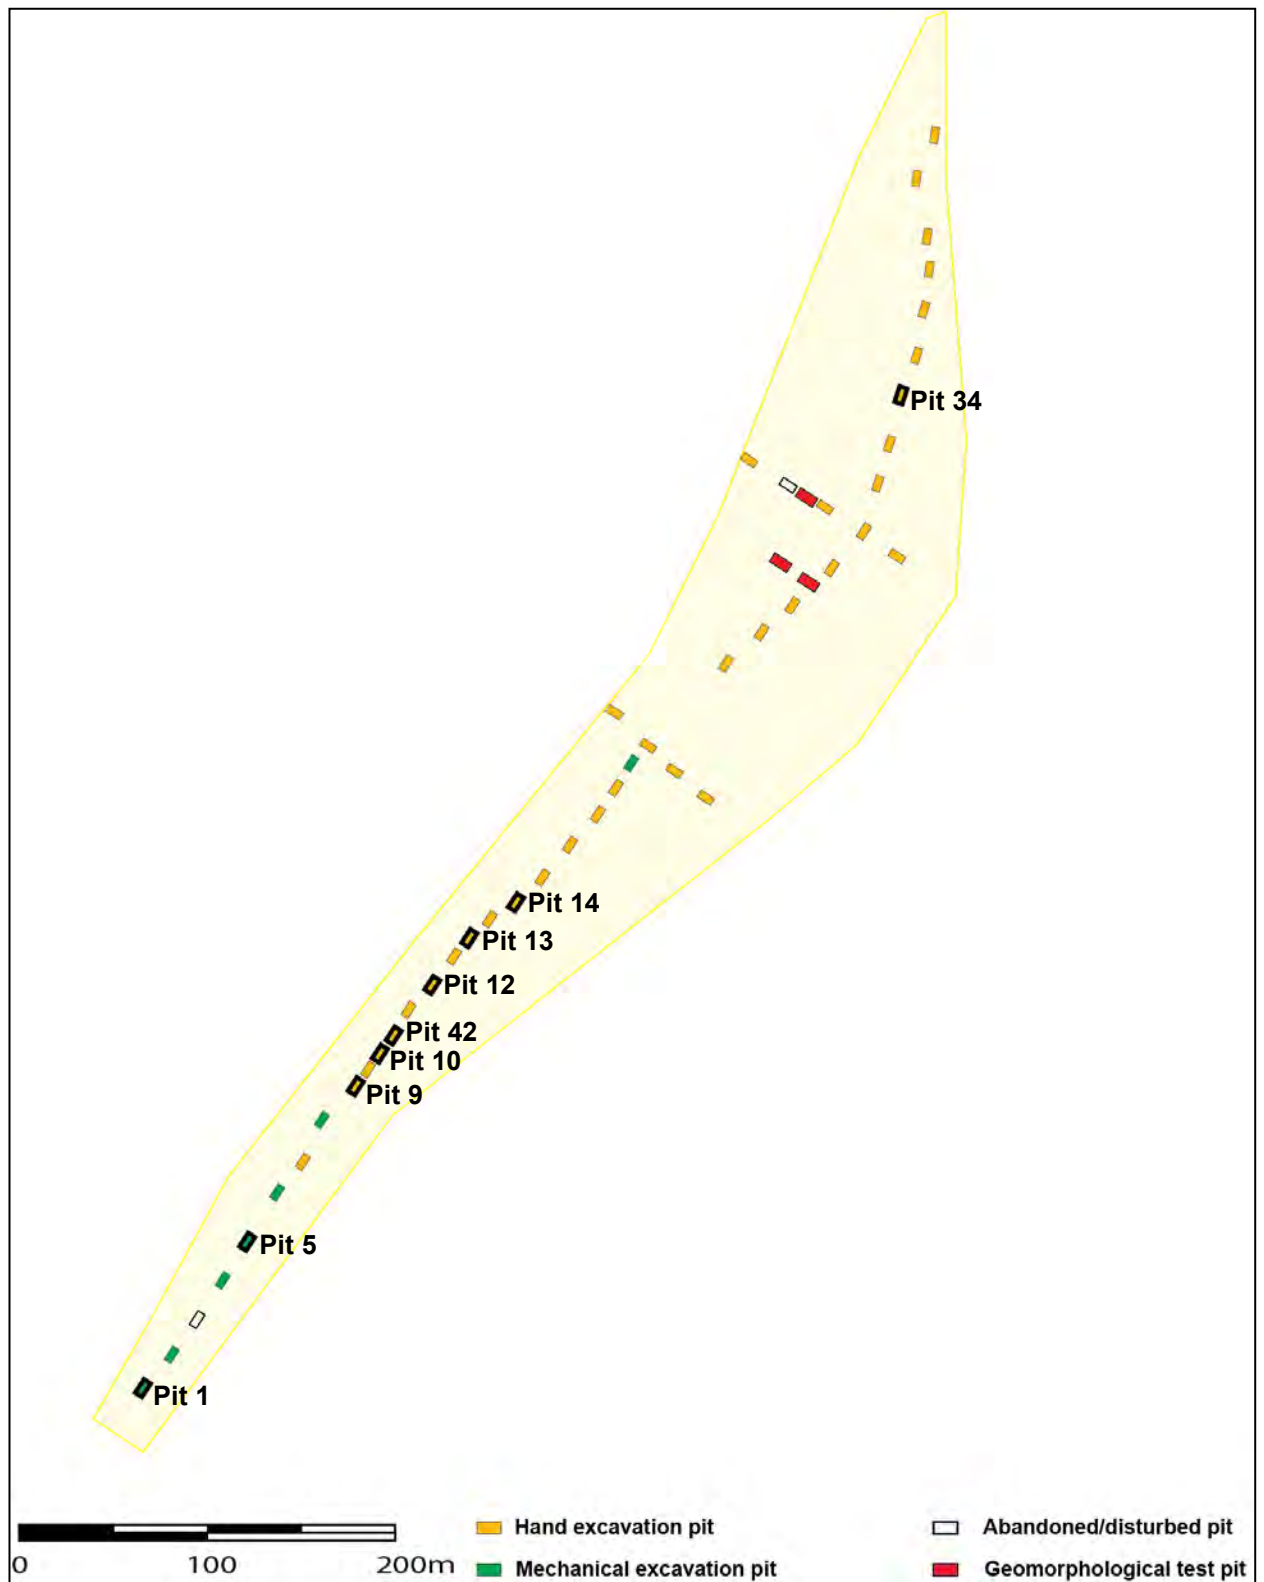 Pit 34
Pit 14
Pit 13
Pit 12
Pit 42
Pit 10
Pit 9
Pit 5
Pit 1
0 100 200m
Hand excavation pit
Mechanical excavation pit
Abandoned/disturbed pit
Geomorphological test pit